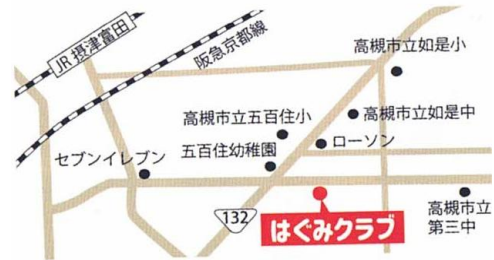 JR 摂津富田
阪急京都線
高槻市立如是小
高槻市立五百住小
高槻市立如是中
ローソン
セブンイレブン
五百住幼稚園
132
はぐみクラブ
高槻市立
第三中